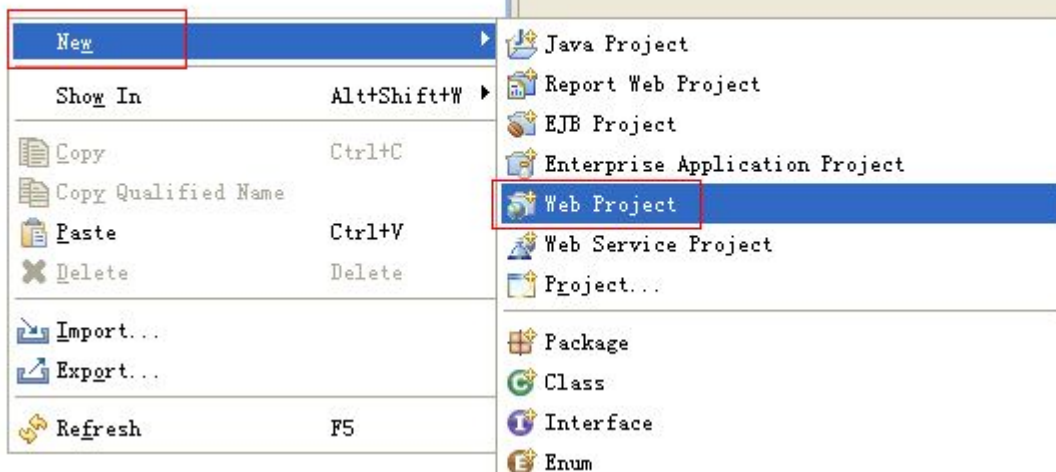 New
Show In Alt+Shift+W
Copy Ctrl+C
Copy Qualified Name
Paste Ctrl+V
Delete Delete
Import...
Export...
Refresh F5
Java Project
Report Web Project
EJB Project
Enterprise Application Project
Web Project
Web Service Project
Project...
Package
Class
Interface
Enum